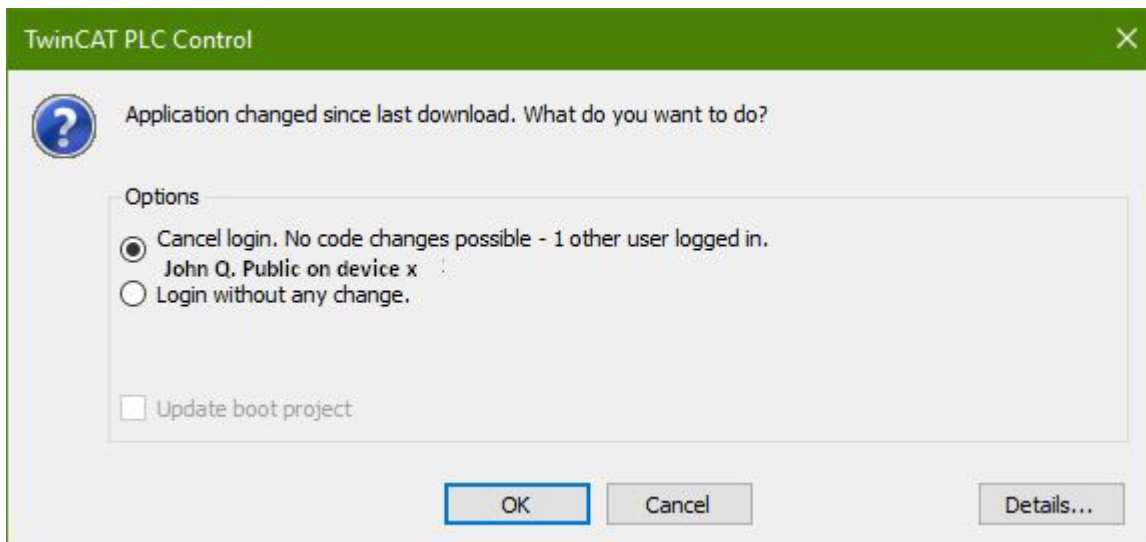 TwinCAT PLC Control
Application changed since last download. What do you want to do?
Options
Cancel login. No code changes possible - 1 other user logged in.
John Q. Public on device x
Login without any change.
Update boot project
OK
Cancel
Details...